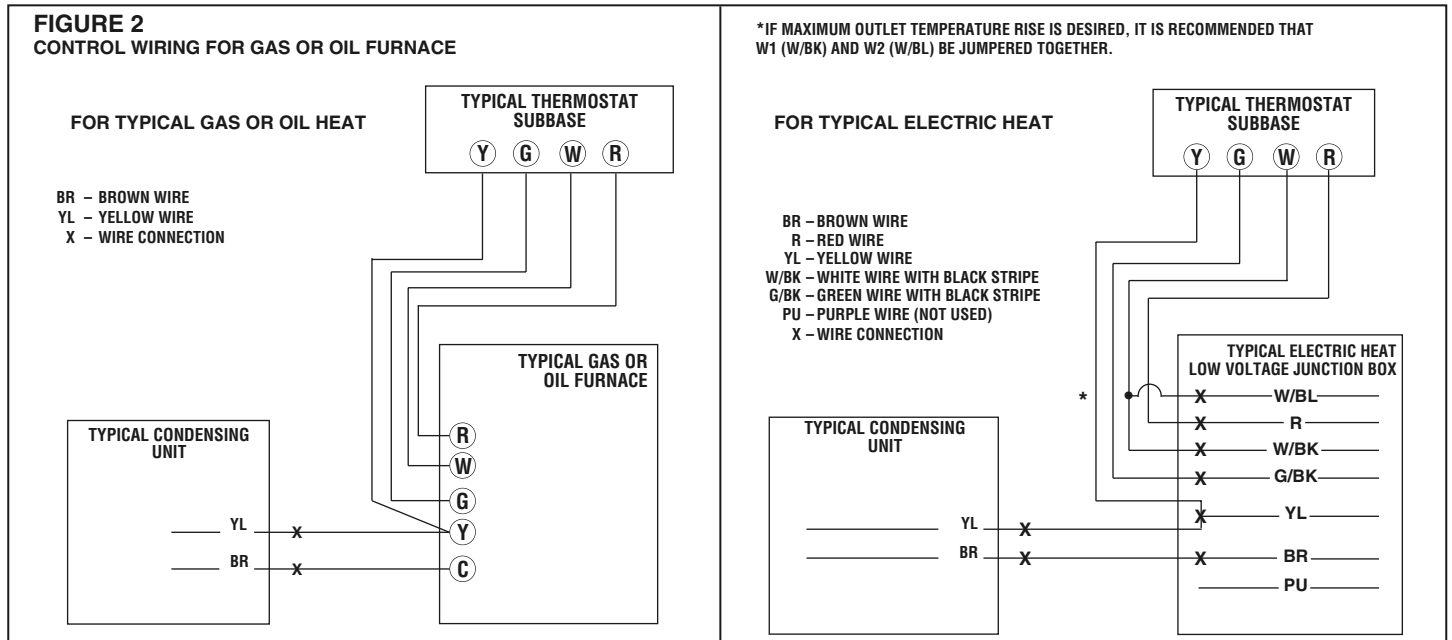 FIGURE 2
CONTROL WIRING FOR GAS OR OIL FURNACE
FOR TYPICAL GAS OR OIL HEAT
TYPICAL THERMOSTAT
SUBBASE
Y G W R
BR – BROWN WIRE
YL – YELLOW WIRE
X – WIRE CONNECTION
TYPICAL GAS OR
OIL FURNACE
R
W
G
Y
C
TYPICAL CONDENSING
UNIT
YL X
BR X
*IF MAXIMUM OUTLET TEMPERATURE RISE IS DESIRED, IT IS RECOMMENDED THAT
W1 (W/BK) AND W2 (W/BL) BE JUMPERED TOGETHER.
FOR TYPICAL ELECTRIC HEAT
TYPICAL THERMOSTAT
SUBBASE
Y G W R
BR – BROWN WIRE
R – RED WIRE
YL – YELLOW WIRE
W/BK – WHITE WIRE WITH BLACK STRIPE
G/BK – GREEN WIRE WITH BLACK STRIPE
PU – PURPLE WIRE (NOT USED)
X – WIRE CONNECTION
TYPICAL ELECTRIC HEAT
LOW VOLTAGE JUNCTION BOX
* X W/BL
X R
X W/BK
X G/BK
X YL
X BR
PU
TYPICAL CONDENSING
UNIT
YL X
BR X